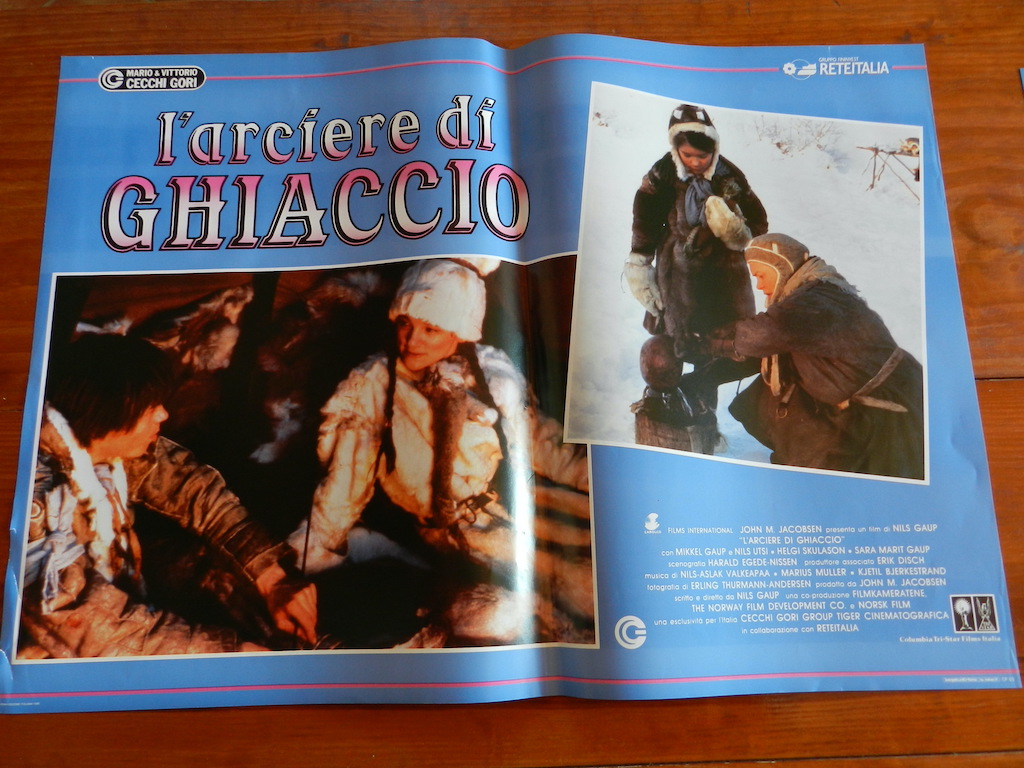 MARIO & VITTORIO
CECCHI GORI
GRUPPO FININVEST
RETEITALIA
l'arciere di
GHIACCIO
FILMS INTERNATIONAL JOHN M. JACOBSEN presenta un film di NILS GAUP
"L'ARCIERE DI GHIACCIO"
con MIKKEL GAUP e NILS UTSI • HELGI SKULASON • SARA MARIT GAUP
scenografia HARALD EGEDE-NISSEN produttore associato ERIK DISCH
musica di NILS-ASLAK VALKEAPAA • MARIUS MULLER • KJETIL BJERKESTRAND
fotografia di ERLING THURMANN-ANDERSEN prodotto da JOHN M. JACOBSEN
scritto e diretto da NILS GAUP una co-produzione FILMKAMERATENE,
THE NORWAY FILM DEVELOPMENT CO. e NORSK FILM
una esclusività per l'Italia CECCHI GORI GROUP TIGER CINEMATOGRAFICA
in collaborazione con RETEITALIA
Columbia Tri-Star Films Italia